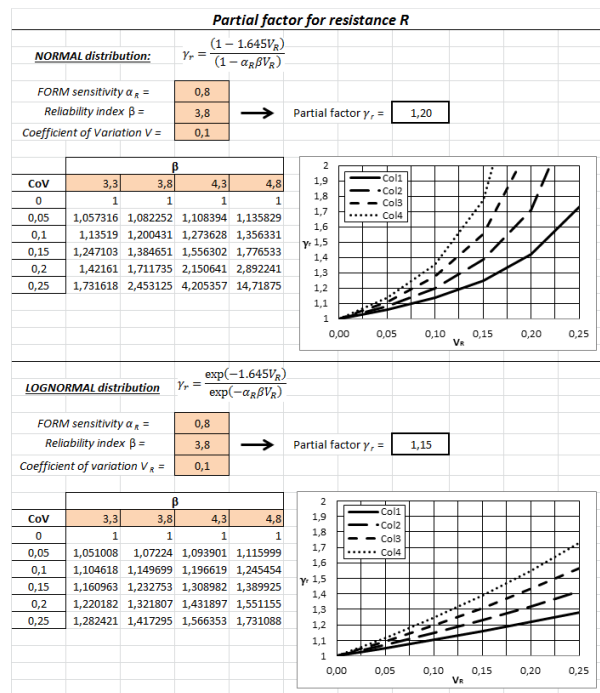 Partial factor for resistance R
NORMAL distribution:
γr = (1 − 1.645VR) / (1 − αRβVR)
FORM sensitivity αR = 0,8
Reliability index β = 3,8
Coefficient of Variation V = 0,1
Partial factor γr = 1,20
β
CoV 3,3 3,8 4,3 4,8
0 1 1 1 1
0,05 1,057316 1,082252 1,108394 1,135829
0,1 1,13519 1,200431 1,273628 1,356331
0,15 1,247103 1,384651 1,556302 1,776533
0,2 1,42161 1,711735 2,150641 2,892241
0,25 1,731618 2,453125 4,205357 14,71875
2
1,9
1,8
1,7
1,6
γr 1,5
1,4
1,3
1,2
1,1
1
Col1
Col2
Col3
Col4
0,00 0,05 0,10 0,15 0,20 0,25
VR
LOGNORMAL distribution
γr = exp(−1.645VR) / exp(−αRβVR)
FORM sensitivity αR = 0,8
Reliability index β = 3,8
Coefficient of variation VR = 0,1
Partial factor γr = 1,15
β
CoV 3,3 3,8 4,3 4,8
0 1 1 1 1
0,05 1,051008 1,07224 1,093901 1,115999
0,1 1,104618 1,149699 1,196619 1,245454
0,15 1,160963 1,232753 1,308982 1,389925
0,2 1,220182 1,321807 1,431897 1,551155
0,25 1,282421 1,417295 1,566353 1,731088
2
1,9
1,8
1,7
1,6
γr 1,5
1,4
1,3
1,2
1,1
1
Col1
Col2
Col3
Col4
0,00 0,05 0,10 0,15 0,20 0,25
VR